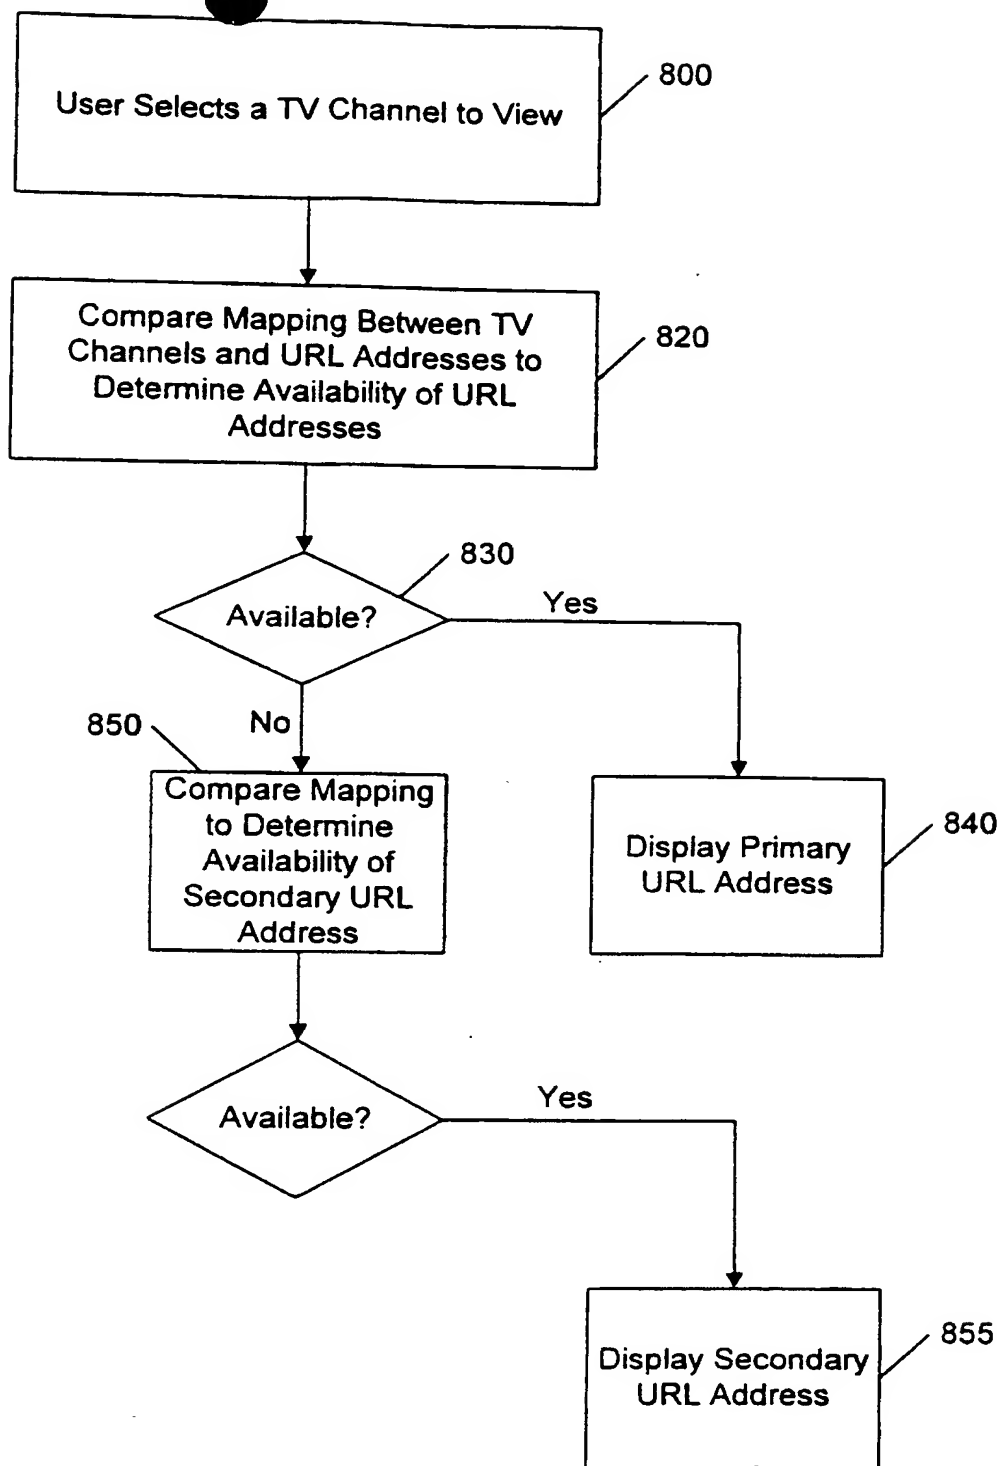 User Selects a TV Channel to View
800
Compare Mapping Between TV
Channels and URL Addresses to
Determine Availability of URL
Addresses
820
830
Available?
Yes
No
850
Compare Mapping
to Determine
Availability of
Secondary URL
Address
Display Primary
URL Address
840
Available?
Yes
Display Secondary
URL Address
855